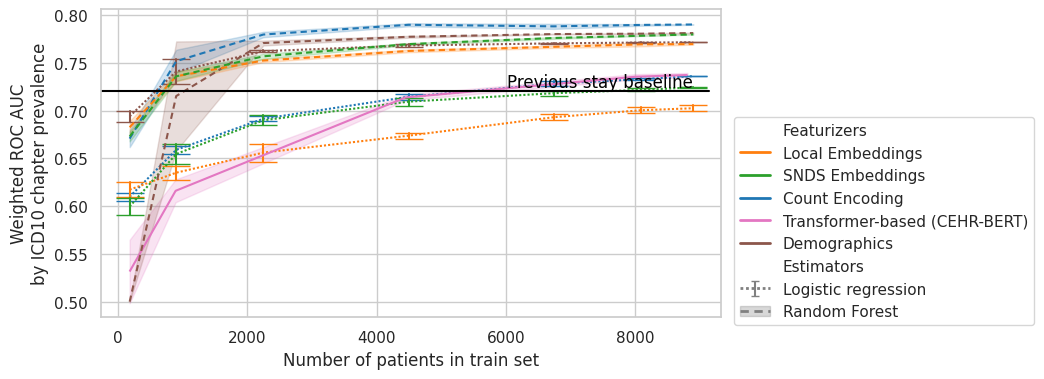 0.80
0.75
0.70
0.65
0.60
0.55
0.50
Weighted ROC AUC
by ICD10 chapter prevalence
Previous stay baseline
0
2000
4000
6000
8000
Number of patients in train set
Featurizers
Local Embeddings
SNDS Embeddings
Count Encoding
Transformer-based (CEHR-BERT)
Demographics
Estimators
Logistic regression
Random Forest